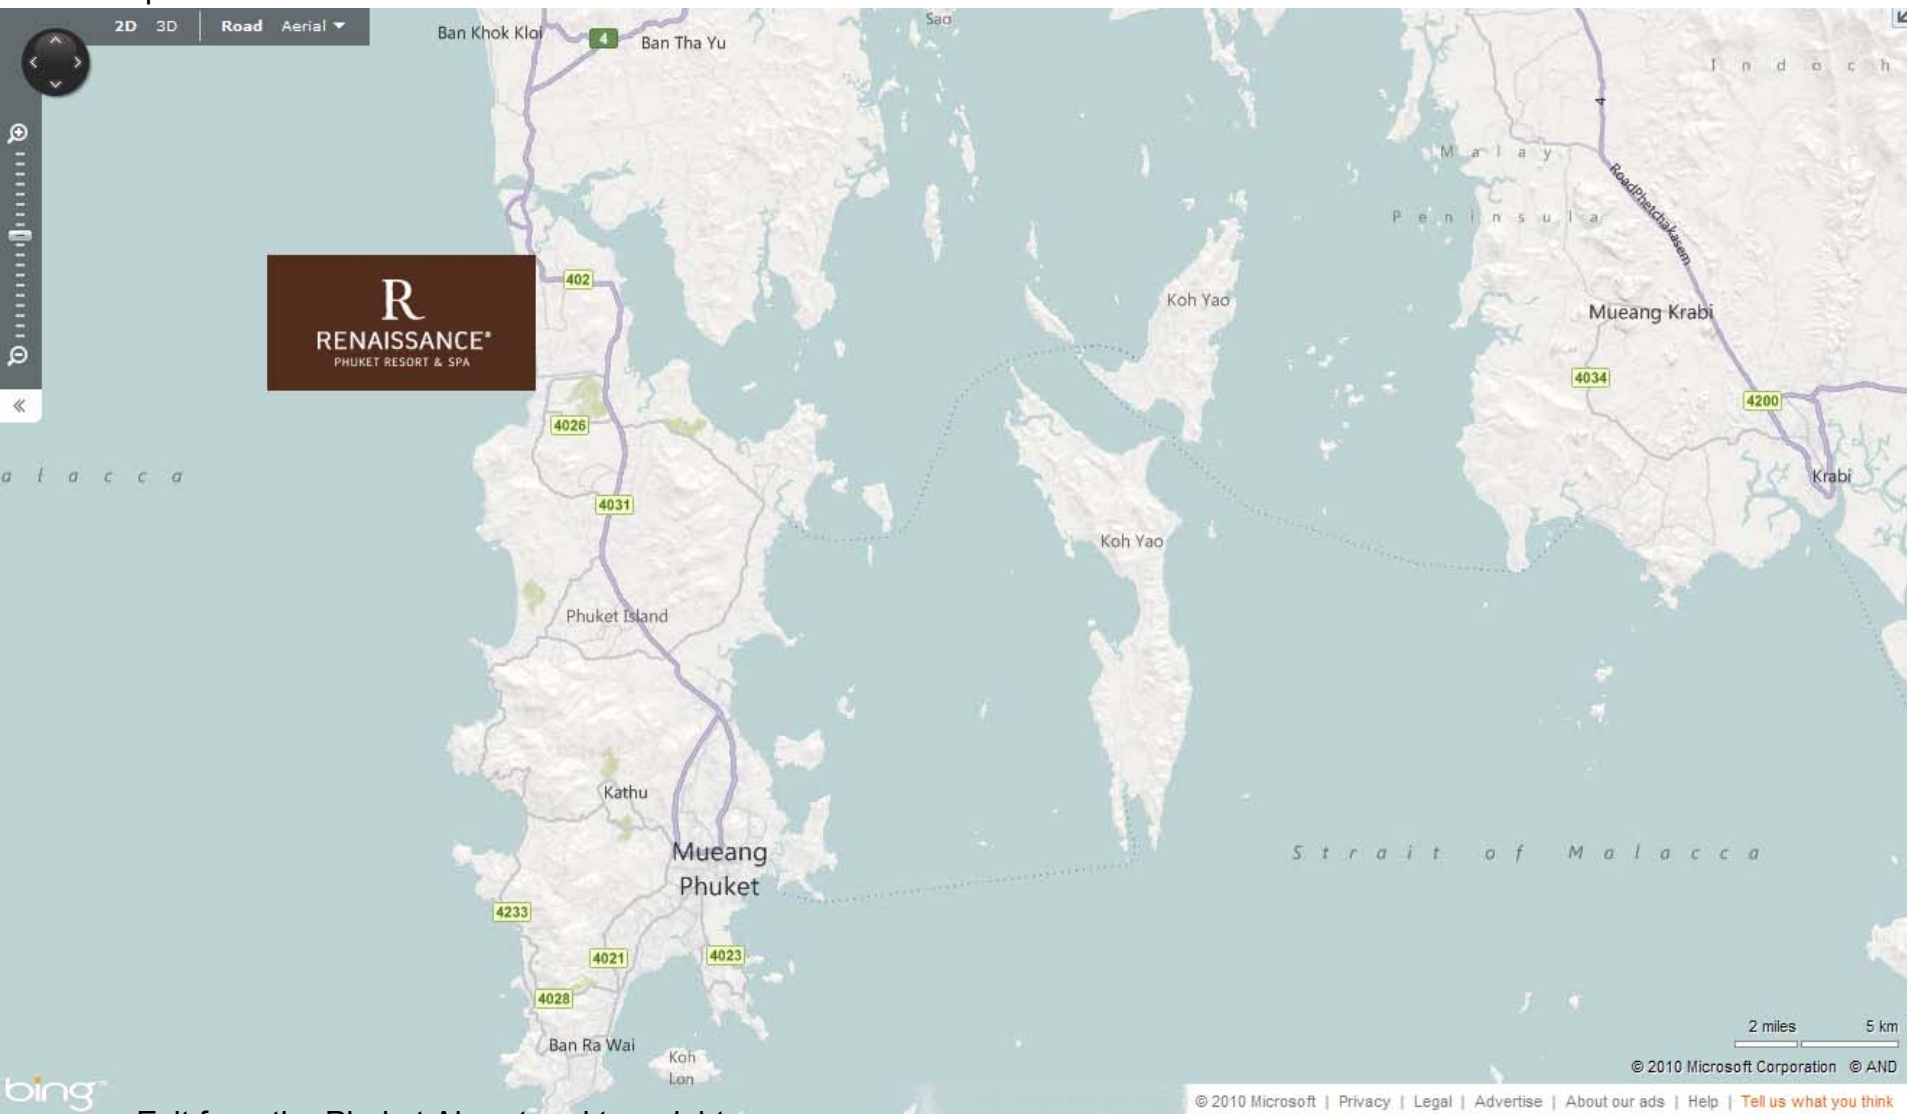 2D 3D Road Aerial
Ban Khok Kloi
4
Ban Tha Yu
Sao
I n d o c h
4
M a l a y
RoadPhetchakasem
P e n i n s u l a
402
R
RENAISSANCE®
PHUKET RESORT & SPA
Koh Yao
Mueang Krabi
4034
4200
4026
a l a c c a
Krabi
4031
Koh Yao
Phuket Island
Kathu
Mueang
Phuket
S t r a i t o f M a l a c c a
4233
4021
4023
4028
Ban Ra Wai
Koh
Lon
2 miles 5 km
© 2010 Microsoft Corporation © AND
bing™
© 2010 Microsoft | Privacy | Legal | Advertise | About our ads | Help | Tell us what you think